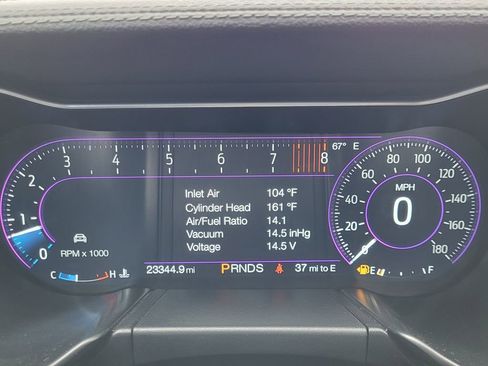 67° E
0 1 2 3 4 5 6 7 8
RPM x 1000
C H
Inlet Air 104 °F
Cylinder Head 161 °F
Air/Fuel Ratio 14.1
Vacuum 14.5 inHg
Voltage 14.5 V
23344.9 mi PRNDS 37 mi to E
0 20 40 60 80 100 120 140 160 180
MPH
0
E F